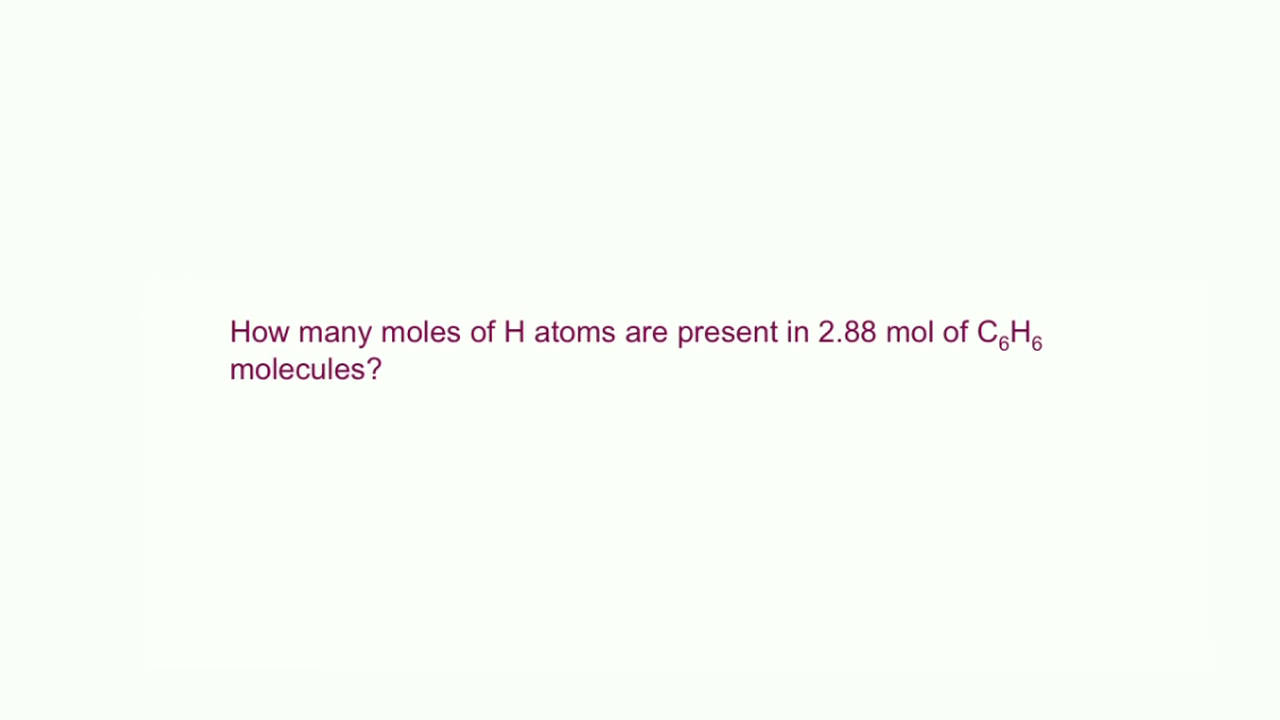 How many moles of H atoms are present in 2.88 mol of C₆H₆
molecules?